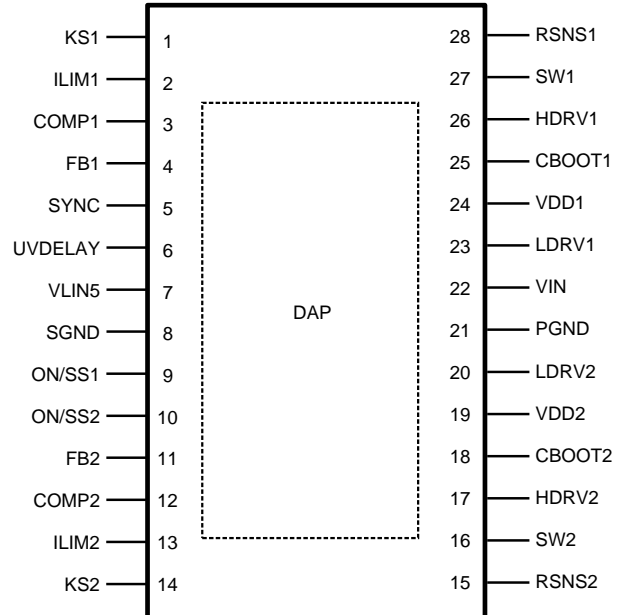 KS1 1 28 RSNS1
ILIM1 2 27 SW1
COMP1 3 26 HDRV1
FB1 4 25 CBOOT1
SYNC 5 24 VDD1
UVDELAY 6 23 LDRV1
VLIN5 7 22 VIN
DAP
SGND 8 21 PGND
ON/SS1 9 20 LDRV2
ON/SS2 10 19 VDD2
FB2 11 18 CBOOT2
COMP2 12 17 HDRV2
ILIM2 13 16 SW2
KS2 14 15 RSNS2